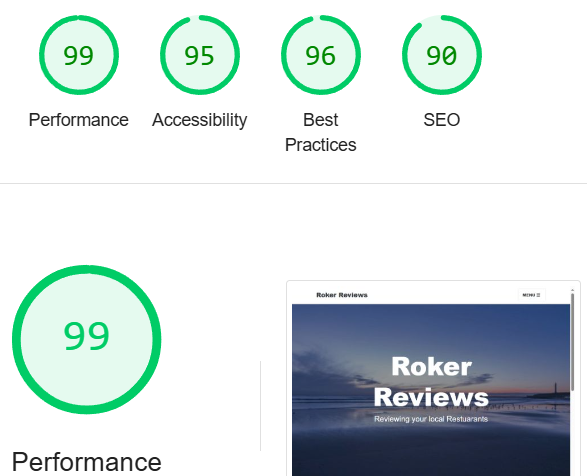 99 95 96 90
Performance Accessibility Best Practices SEO
99
Performance
Roker Reviews MENU ☰
Roker
Reviews
Reviewing your local Restuarants